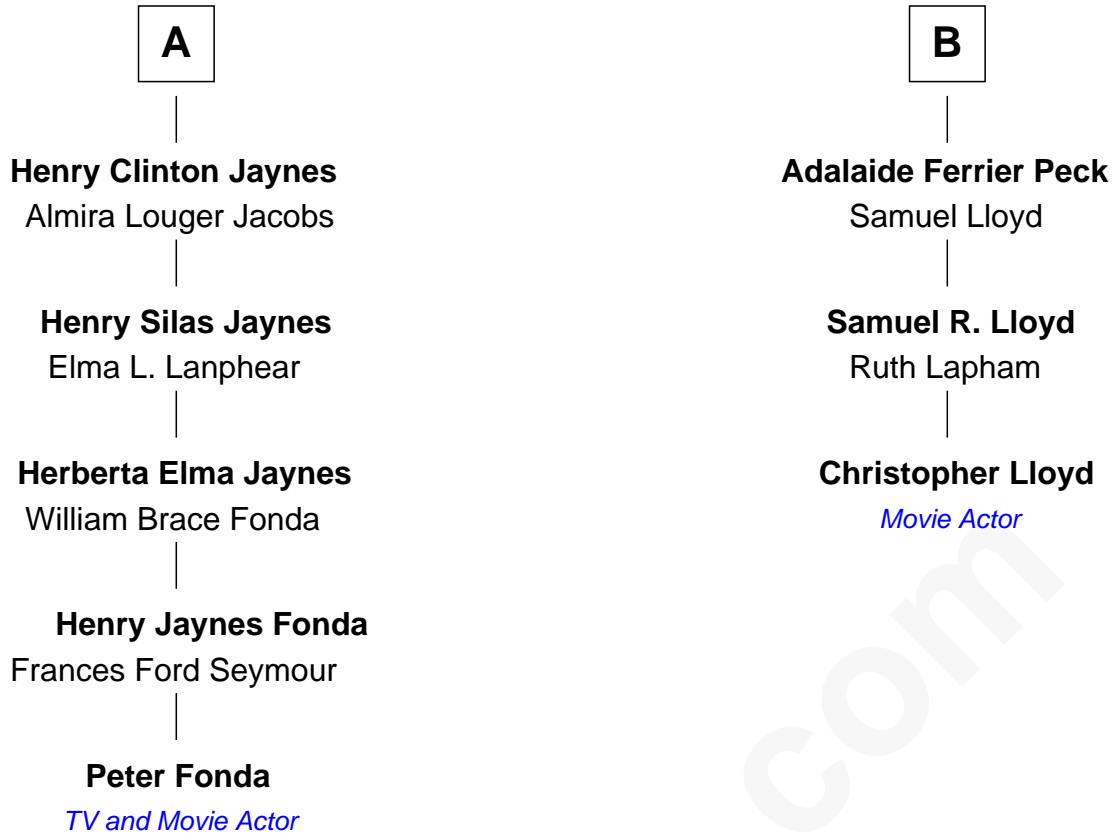 A
Henry Clinton Jaynes
Almira Louger Jacobs
Henry Silas Jaynes
Elma L. Lanphear
Herberta Elma Jaynes
William Brace Fonda
Henry Jaynes Fonda
Frances Ford Seymour
Peter Fonda
TV and Movie Actor
B
Adalaide Ferrier Peck
Samuel Lloyd
Samuel R. Lloyd
Ruth Lapham
Christopher Lloyd
Movie Actor
com